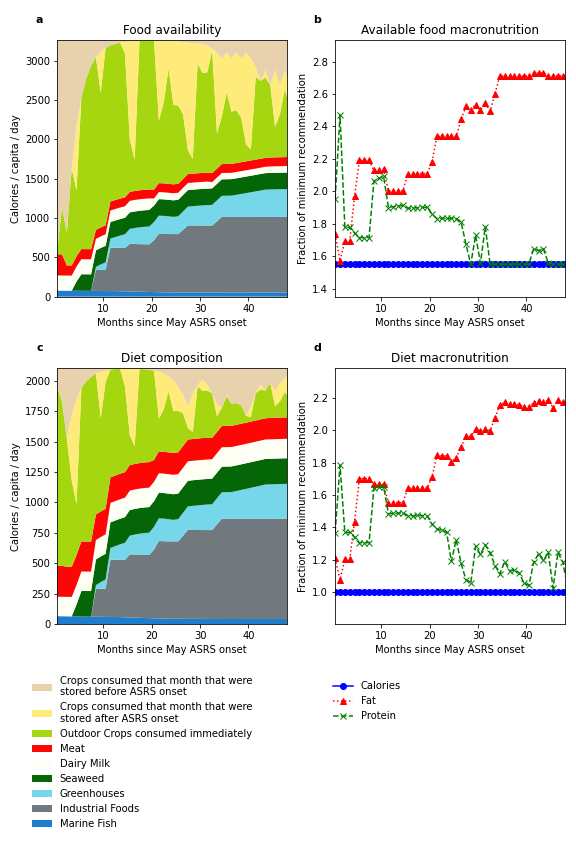 a
Food availability
Calories / capita / day
3000
2500
2000
1500
1000
500
0
10
20
30
40
Months since May ASRS onset
b
Available food macronutrition
Fraction of minimum recommendation
2.8
2.6
2.4
2.2
2.0
1.8
1.6
1.4
10
20
30
40
Months since May ASRS onset
c
Diet composition
Calories / capita / day
2000
1750
1500
1250
1000
750
500
250
0
10
20
30
40
Months since May ASRS onset
d
Diet macronutrition
Fraction of minimum recommendation
2.2
2.0
1.8
1.6
1.4
1.2
1.0
10
20
30
40
Months since May ASRS onset
Crops consumed that month that were
stored before ASRS onset
Crops consumed that month that were
stored after ASRS onset
Outdoor Crops consumed immediately
Meat
Dairy Milk
Seaweed
Greenhouses
Industrial Foods
Marine Fish
Calories
Fat
Protein